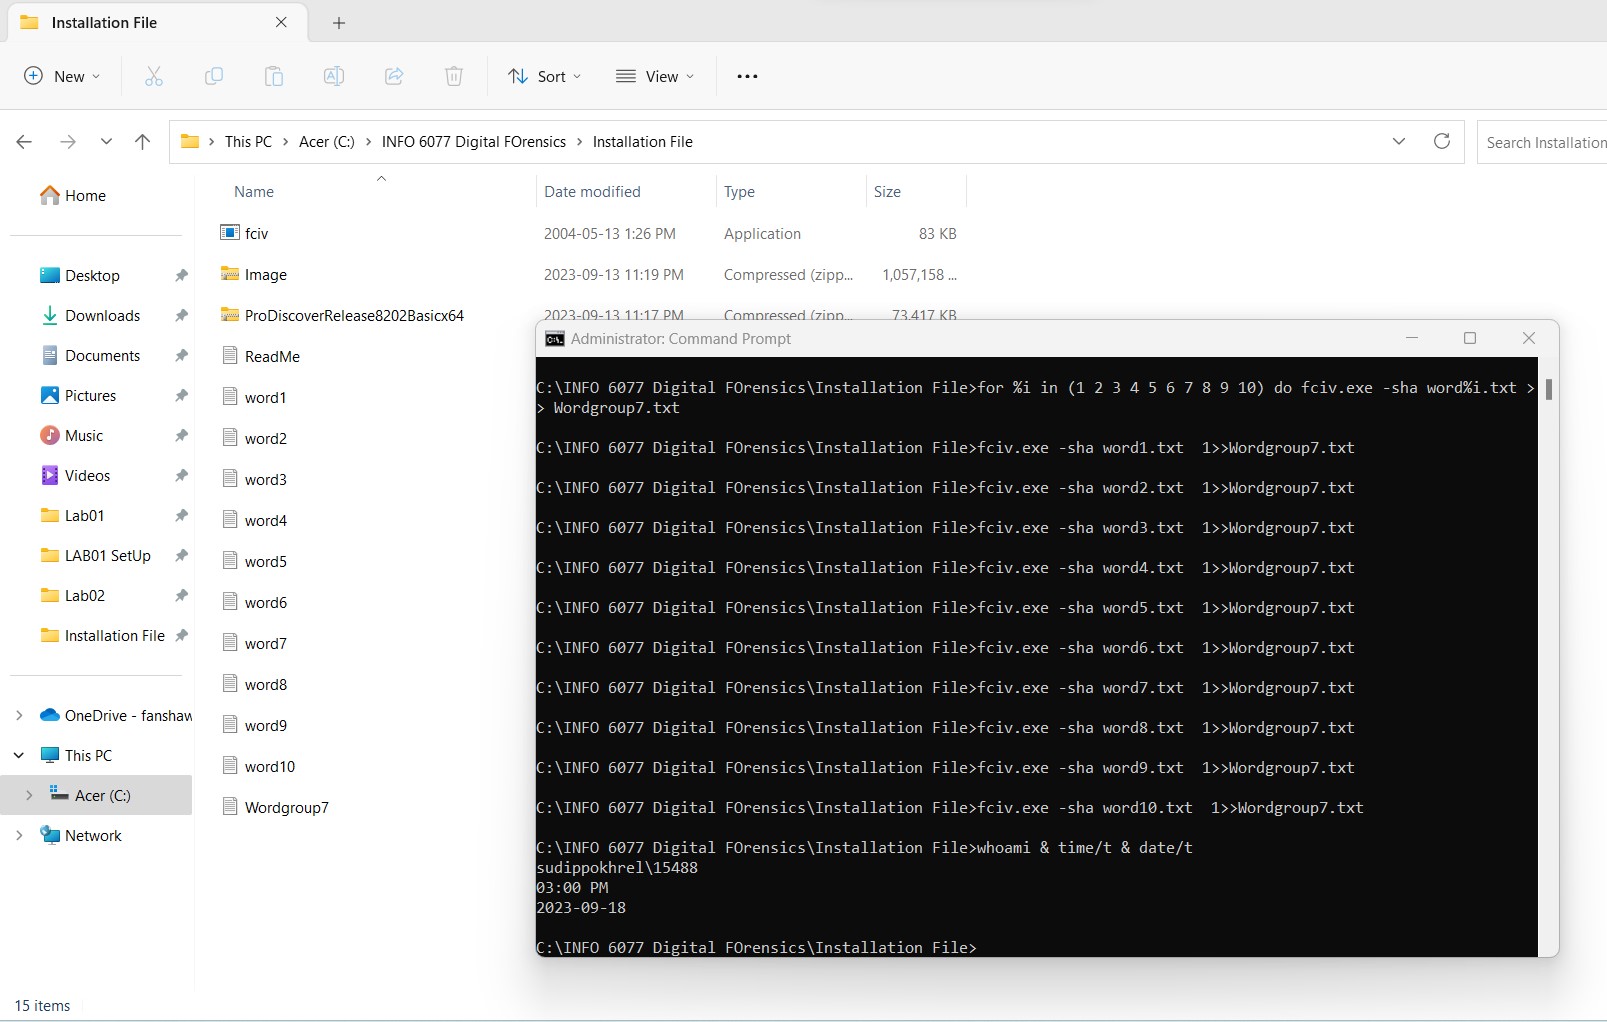 Installation File
New
Sort
View
This PC > Acer (C:) > INFO 6077 Digital FOrensics > Installation File
Search Installation
Home
Desktop
Downloads
Documents
Pictures
Music
Videos
Lab01
LAB01 SetUp
Lab02
Installation File
OneDrive - fanshaw
This PC
Acer (C:)
Network
Name Date modified Type Size
fciv 2004-05-13 1:26 PM Application 83 KB
Image 2023-09-13 11:19 PM Compressed (zipp... 1,057,158 ...
ProDiscoverRelease8202Basicx64 2023-09-13 11:17 PM Compressed (zipp... 73,417 KB
ReadMe
word1
word2
word3
word4
word5
word6
word7
word8
word9
word10
Wordgroup7
Administrator: Command Prompt
C:\INFO 6077 Digital FOrensics\Installation File>for %i in (1 2 3 4 5 6 7 8 9 10) do fciv.exe -sha word%i.txt >
> Wordgroup7.txt
C:\INFO 6077 Digital FOrensics\Installation File>fciv.exe -sha word1.txt  1>>Wordgroup7.txt
C:\INFO 6077 Digital FOrensics\Installation File>fciv.exe -sha word2.txt  1>>Wordgroup7.txt
C:\INFO 6077 Digital FOrensics\Installation File>fciv.exe -sha word3.txt  1>>Wordgroup7.txt
C:\INFO 6077 Digital FOrensics\Installation File>fciv.exe -sha word4.txt  1>>Wordgroup7.txt
C:\INFO 6077 Digital FOrensics\Installation File>fciv.exe -sha word5.txt  1>>Wordgroup7.txt
C:\INFO 6077 Digital FOrensics\Installation File>fciv.exe -sha word6.txt  1>>Wordgroup7.txt
C:\INFO 6077 Digital FOrensics\Installation File>fciv.exe -sha word7.txt  1>>Wordgroup7.txt
C:\INFO 6077 Digital FOrensics\Installation File>fciv.exe -sha word8.txt  1>>Wordgroup7.txt
C:\INFO 6077 Digital FOrensics\Installation File>fciv.exe -sha word9.txt  1>>Wordgroup7.txt
C:\INFO 6077 Digital FOrensics\Installation File>fciv.exe -sha word10.txt  1>>Wordgroup7.txt
C:\INFO 6077 Digital FOrensics\Installation File>whoami & time/t & date/t
sudippokhrel\15488
03:00 PM
2023-09-18
C:\INFO 6077 Digital FOrensics\Installation File>
15 items